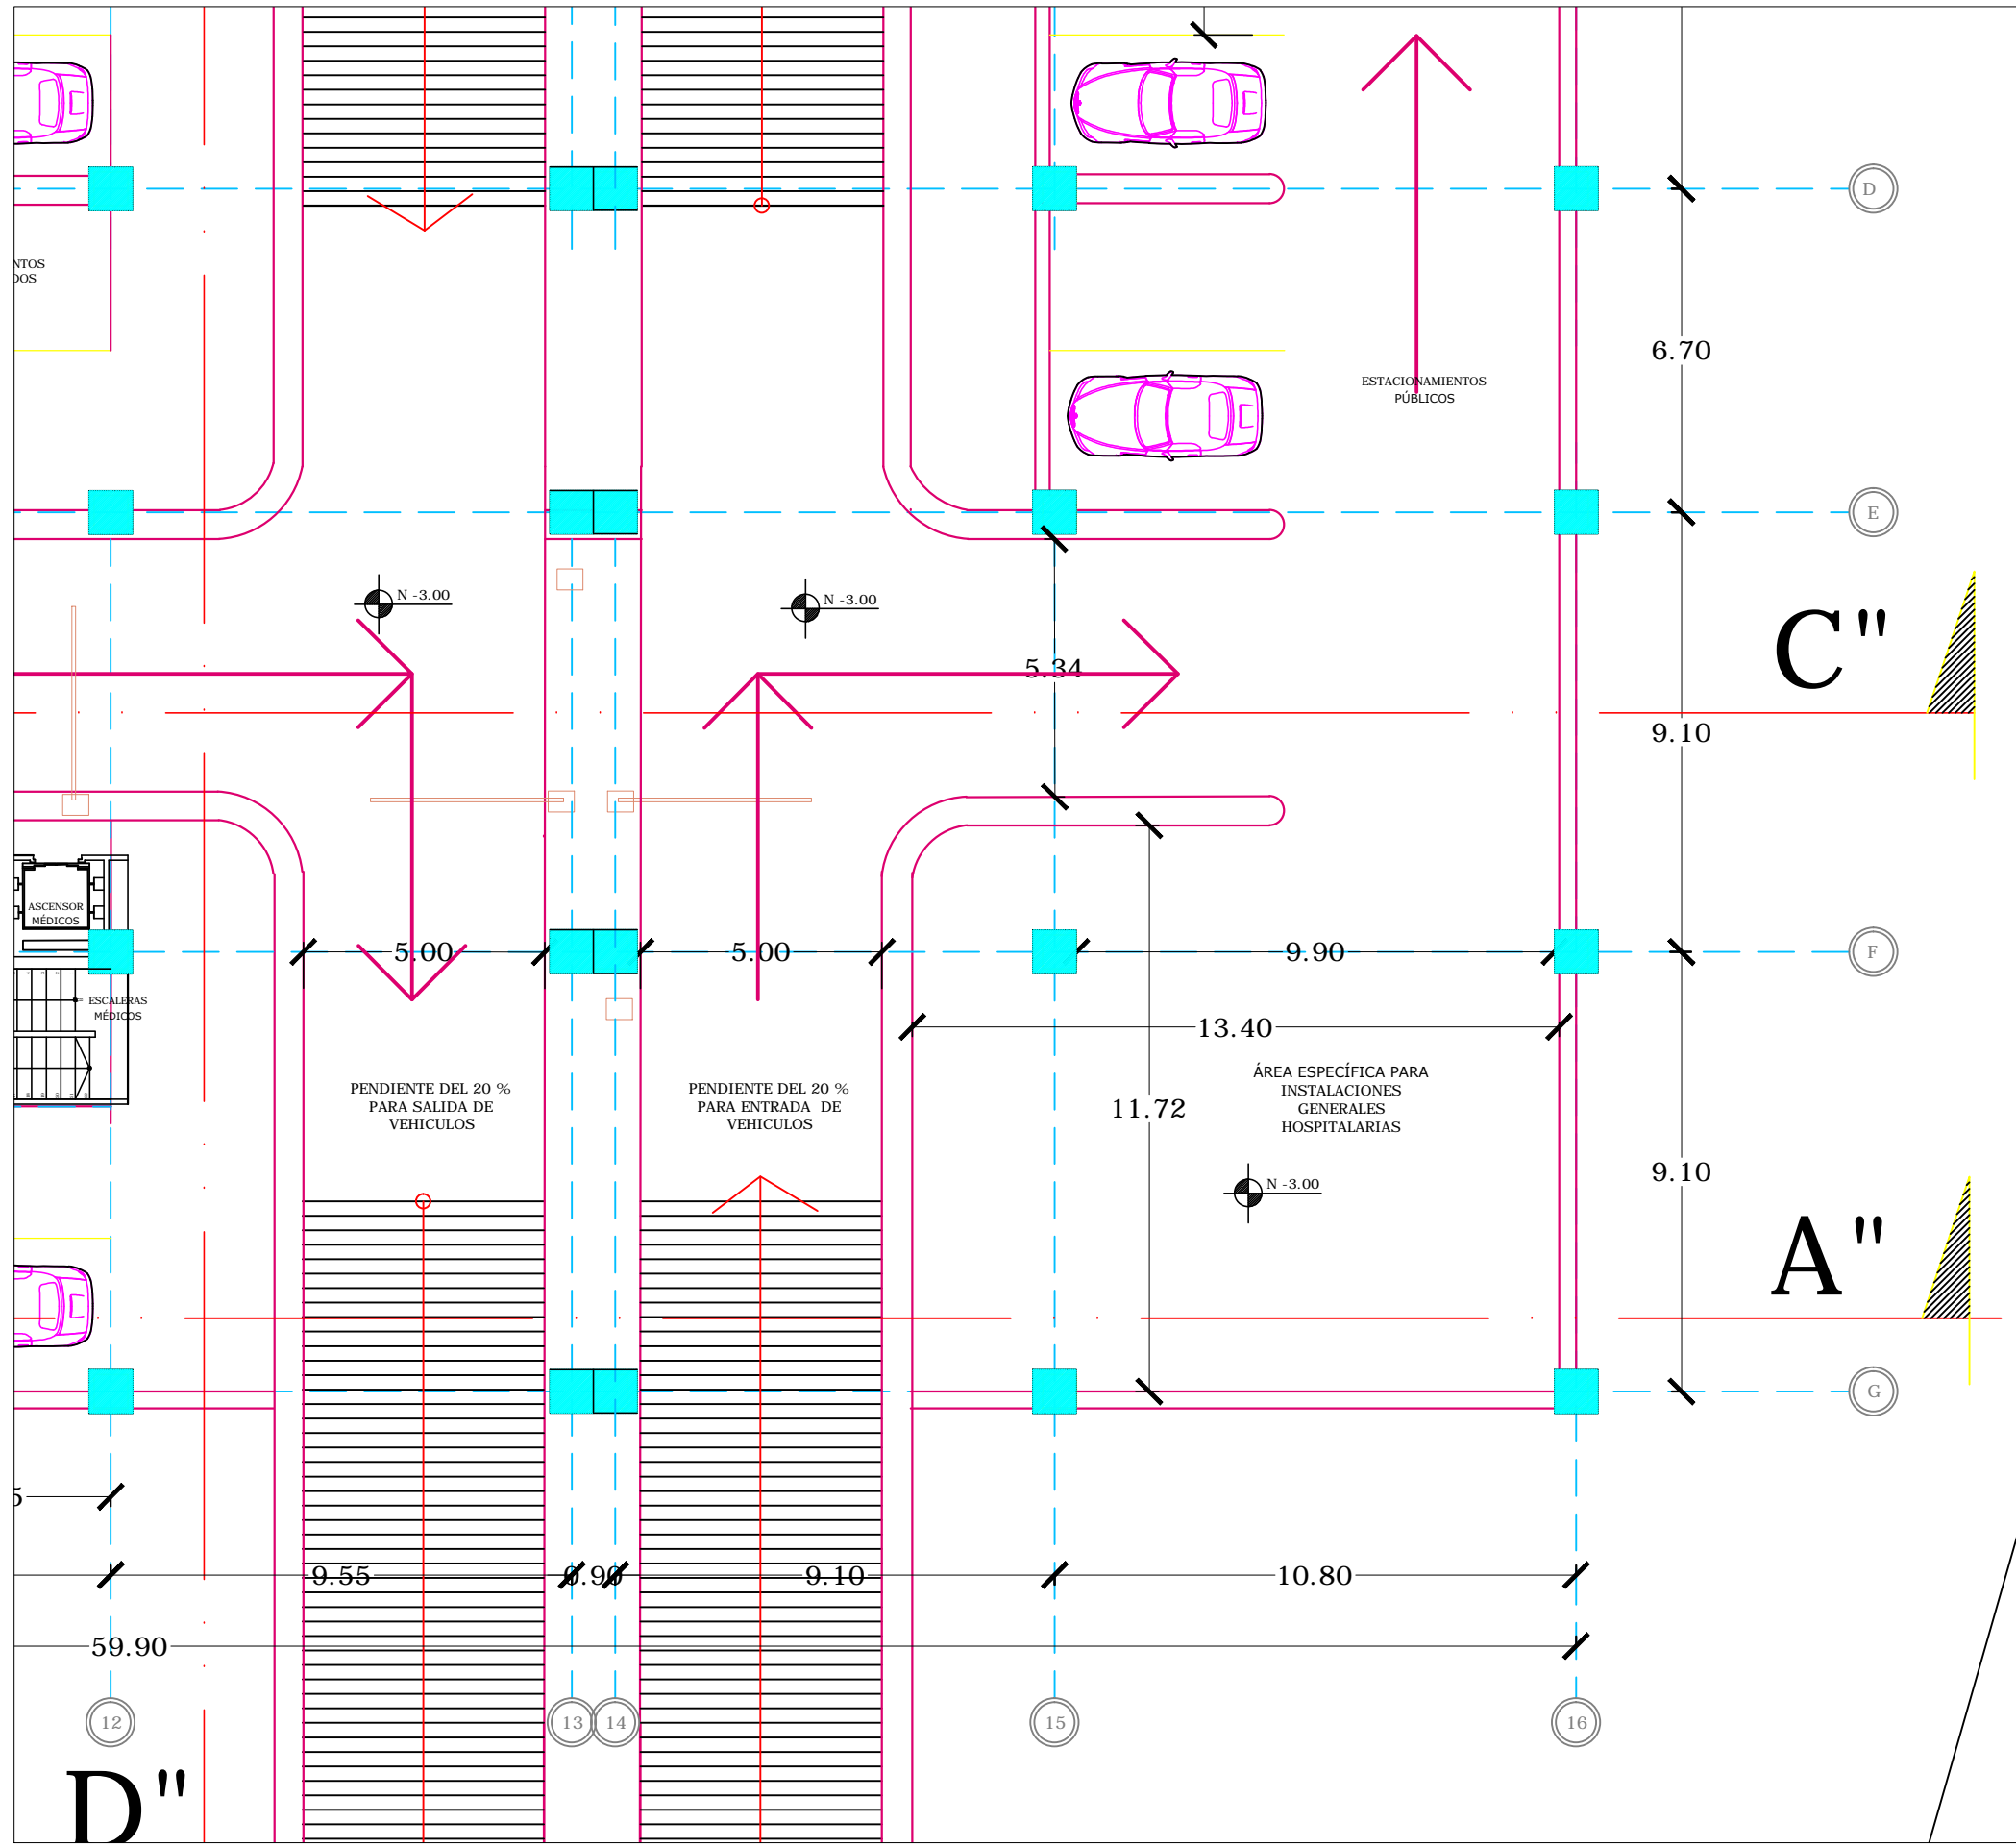 D
NTOS
DOS
6.70
ESTACIONAMIENTOS
PÚBLICOS
E
N -3.00
N -3.00
C"
5.34
9.10
ASCENSOR
MÉDICOS
5.00
5.00
9.90
F
ESCALERAS
MÉDICOS
13.40
PENDIENTE DEL 20 %
PARA SALIDA DE
VEHICULOS
PENDIENTE DEL 20 %
PARA ENTRADA DE
VEHICULOS
ÁREA ESPECÍFICA PARA
INSTALACIONES
GENERALES
HOSPITALARIAS
11.72
9.10
N -3.00
A"
G
5
9.55
0.90
9.10
10.80
59.90
12
13
14
15
16
D"